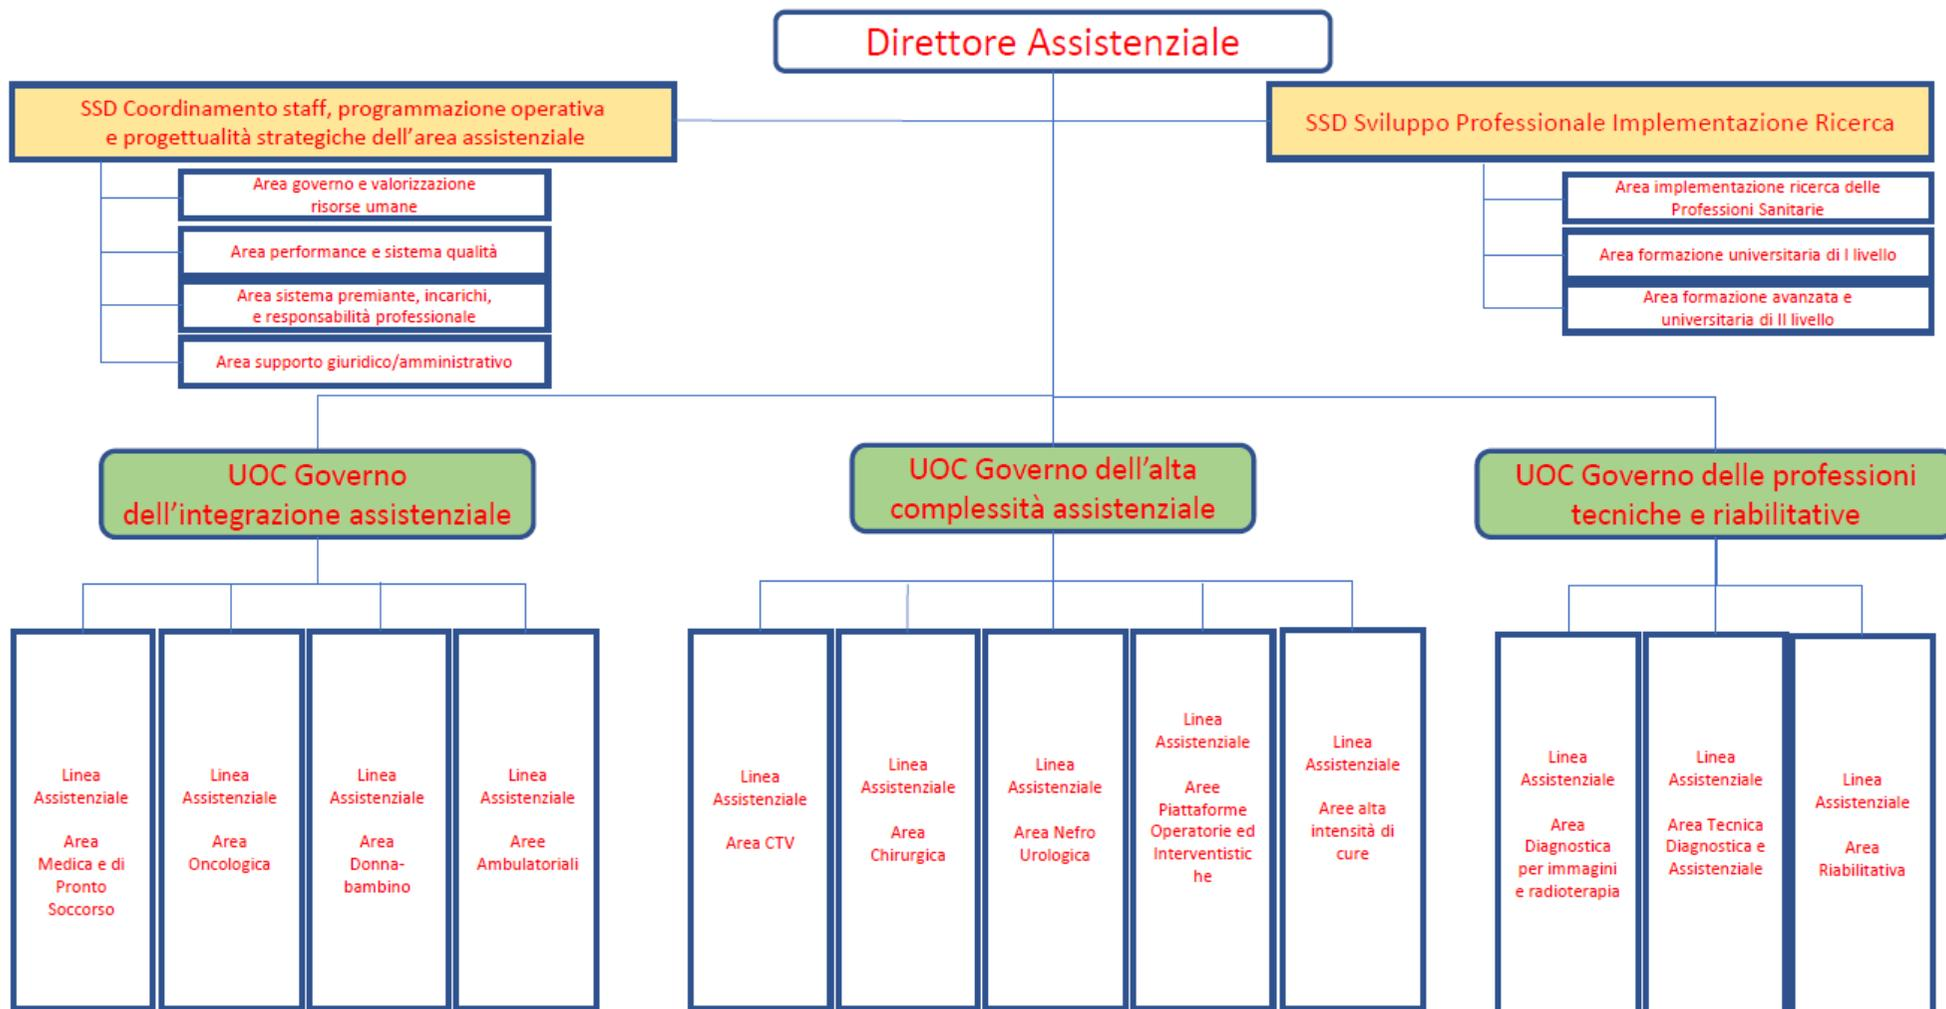 Direttore Assistenziale
SSD Coordinamento staff, programmazione operativa
e progettualità strategiche dell'area assistenziale
SSD Sviluppo Professionale Implementazione Ricerca
Area governo e valorizzazione
risorse umane
Area performance e sistema qualità
Area sistema premiante, incarichi,
e responsabilità professionale
Area supporto giuridico/amministrativo
Area implementazione ricerca delle
Professioni Sanitarie
Area formazione universitaria di I livello
Area formazione avanzata e
universitaria di II livello
UOC Governo
dell'integrazione assistenziale
UOC Governo dell'alta
complessità assistenziale
UOC Governo delle professioni
tecniche e riabilitative
Linea
Assistenziale
Area
Medica e di
Pronto
Soccorso
Linea
Assistenziale
Area
Oncologica
Linea
Assistenziale
Area
Donna-
bambino
Linea
Assistenziale
Aree
Ambulatoriali
Linea
Assistenziale
Area CTV
Linea
Assistenziale
Area
Chirurgica
Linea
Assistenziale
Area Nefro
Urologica
Linea
Assistenziale
Aree
Piattaforme
Operatorie ed
Interventistic
he
Linea
Assistenziale
Aree alta
intensità di
cure
Linea
Assistenziale
Area
Diagnostica
per immagini
e radioterapia
Linea
Assistenziale
Area Tecnica
Diagnostica e
Assistenziale
Linea
Assistenziale
Area
Riabilitativa